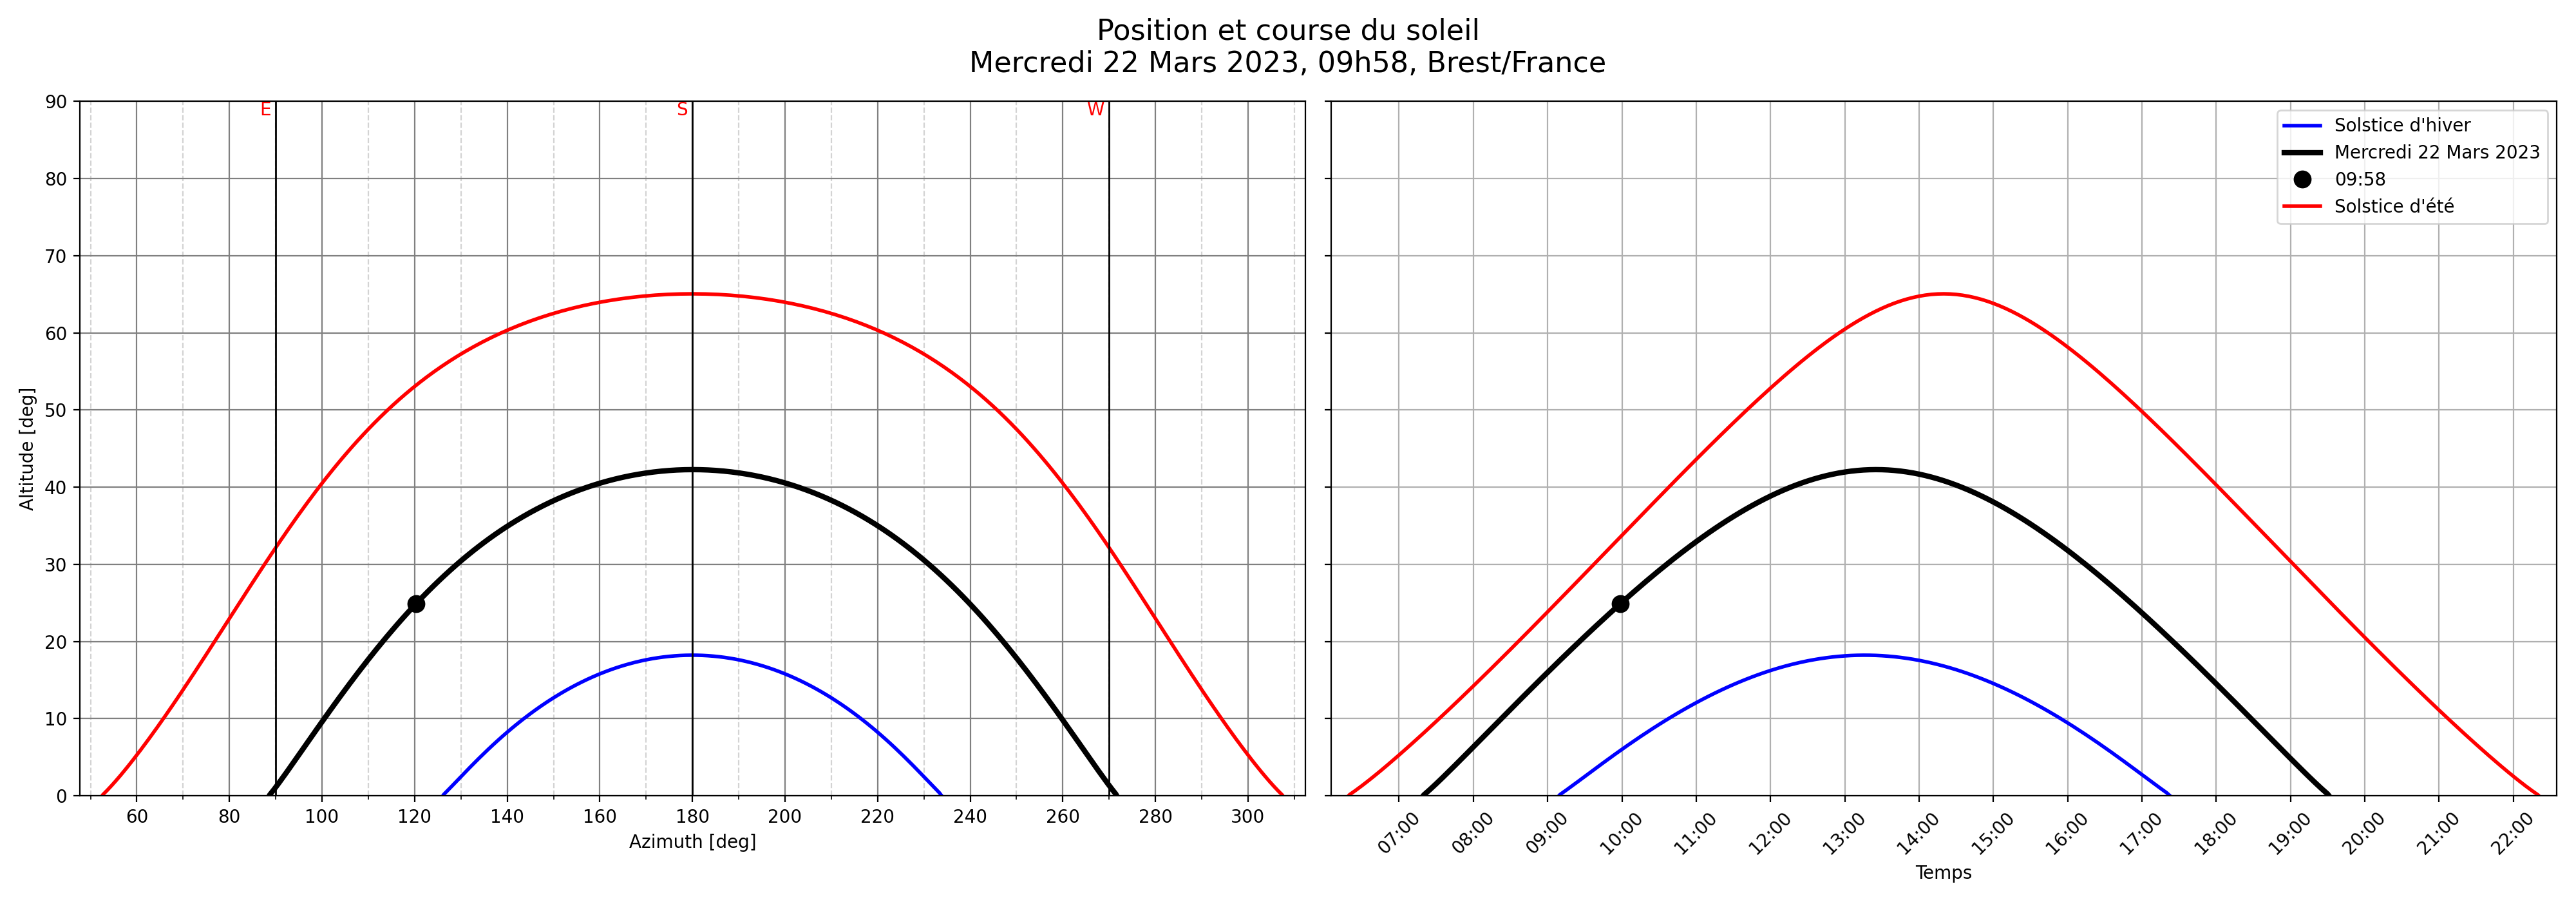 Position et course du soleil
Mercredi 22 Mars 2023, 09h58, Brest/France
E
S
W
90
80
70
60
50
40
30
20
10
0
Altitude [deg]
60 80 100 120 140 160 180 200 220 240 260 280 300
Azimuth [deg]
Solstice d'hiver
Mercredi 22 Mars 2023
09:58
Solstice d'été
07:00 08:00 09:00 10:00 11:00 12:00 13:00 14:00 15:00 16:00 17:00 18:00 19:00 20:00 21:00 22:00
Temps